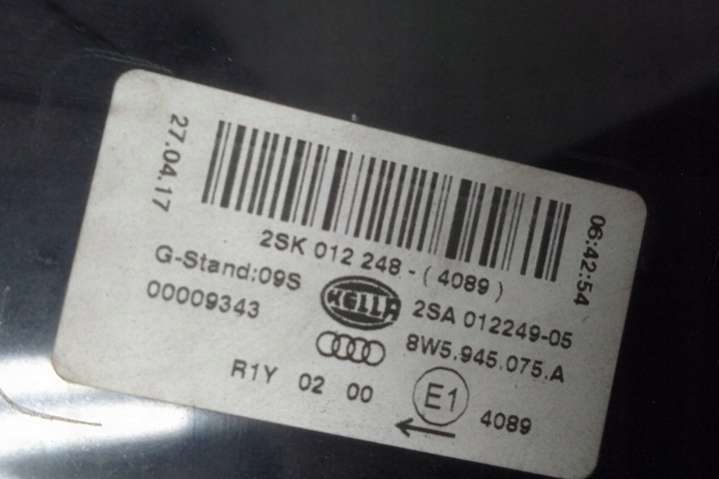 27.04.17
06:42:54
2SK 012 248 - ( 4089 )
G-Stand:09S
00009343
HELLA
2SA 012249-05
8W5.945.075.A
R1Y 02 00
E1
4089